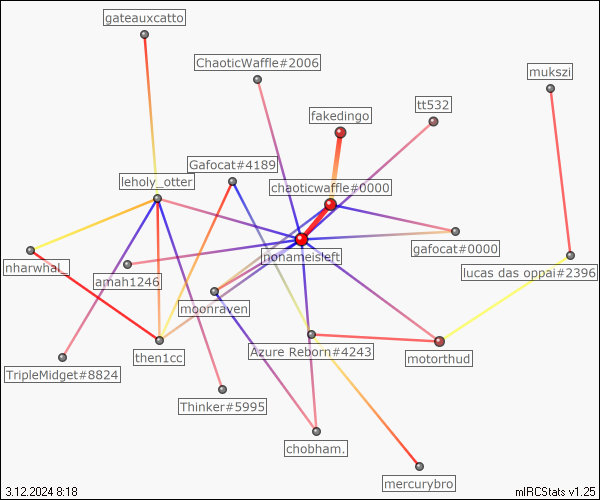 gateauxcatto
ChaoticWaffle#2006
mukszi
tt532
fakedingo
Gafocat#4189
leholy_otter
chaoticwaffle#0000
gafocat#0000
nonameisleft
nharwhal_
amah1246
lucas das oppai#2396
moonraven
then1cc
Azure Reborn#4243
motorthud
TripleMidget#8824
Thinker#5995
chobham.
mercurybro
3.12.2024 8:18
mIRCStats v1.25